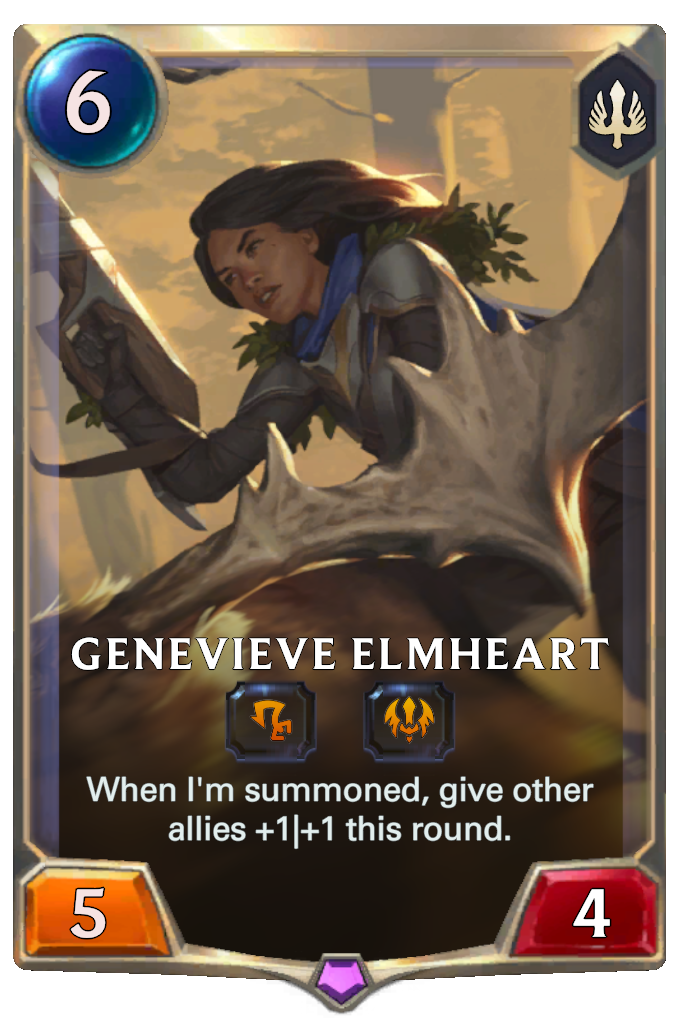 6
GENEVIEVE ELMHEART
When I'm summoned, give other
allies +1|+1 this round.
5
4